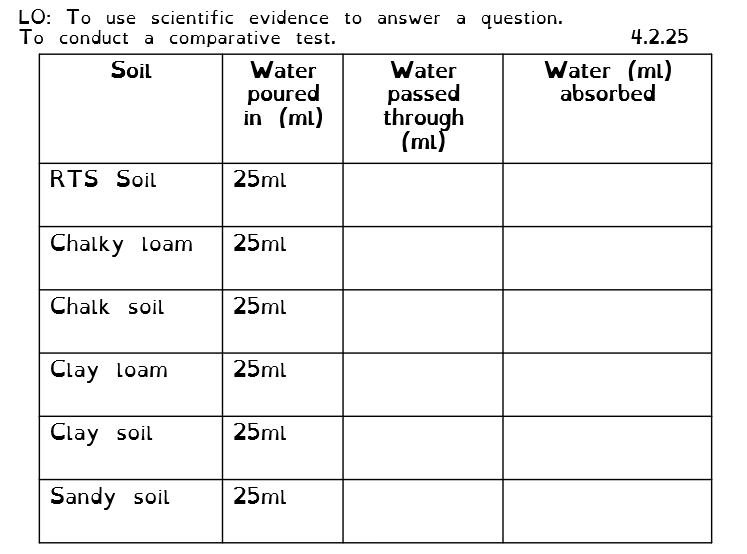 LO: To use scientific evidence to answer a question.
To conduct a comparative test. 4.2.25
Soil
Water
poured
in (ml)
Water
passed
through
(ml)
Water (ml)
absorbed
RTS Soil 25ml
Chalky loam 25ml
Chalk soil 25ml
Clay loam 25ml
Clay soil 25ml
Sandy soil 25ml